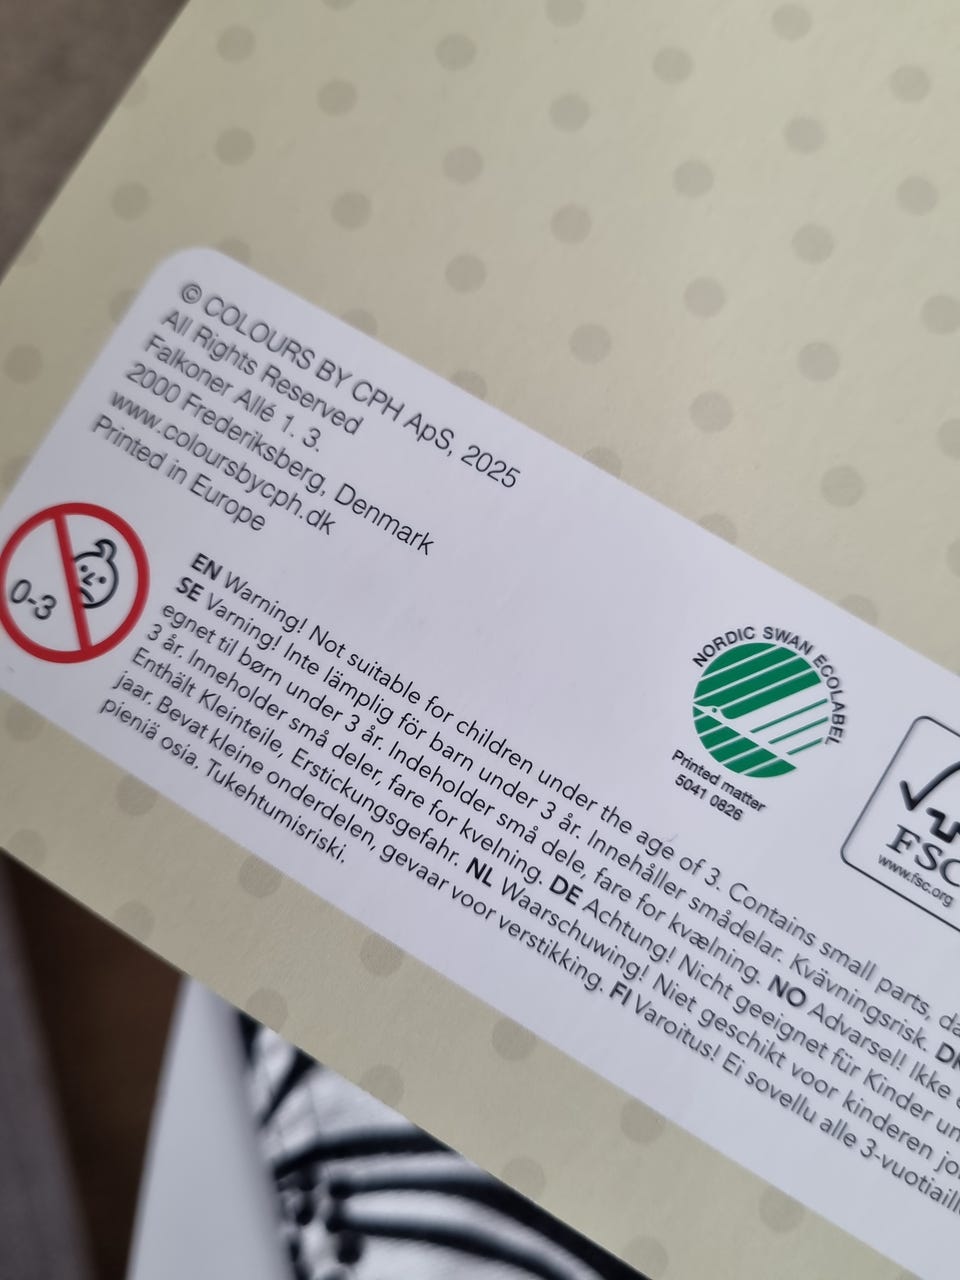 © COLOURS BY CPH ApS, 2025
All Rights Reserved
Falkoner Allé 1. 3.
2000 Frederiksberg, Denmark
www.coloursbycph.dk
Printed in Europe
0-3
EN Warning! Not suitable for children under the age of 3. Contains small parts,
SE Varning! Inte lämplig för barn under 3 år. Innehåller smådelar. Kvävningsrisk. DK
egnet til børn under 3 år. Indeholder små dele, fare for kvælning. NO Advarsel! Ikke
3 år. Inneholder små deler, fare for kvelning. DE Achtung! Nicht geeignet für Kinder
Enthält Kleinteile, Erstickungsgefahr. NL Waarschuwing! Niet geschikt voor kinderen
jaar. Bevat kleine onderdelen, gevaar voor verstikking. FI Varoitus! Ei sovellu alle 3-vuotiaille
pieniä osia. Tukehtumisriski.
NORDIC SWAN ECOLABEL
Printed matter
5041 0826
FSC
www.fsc.org